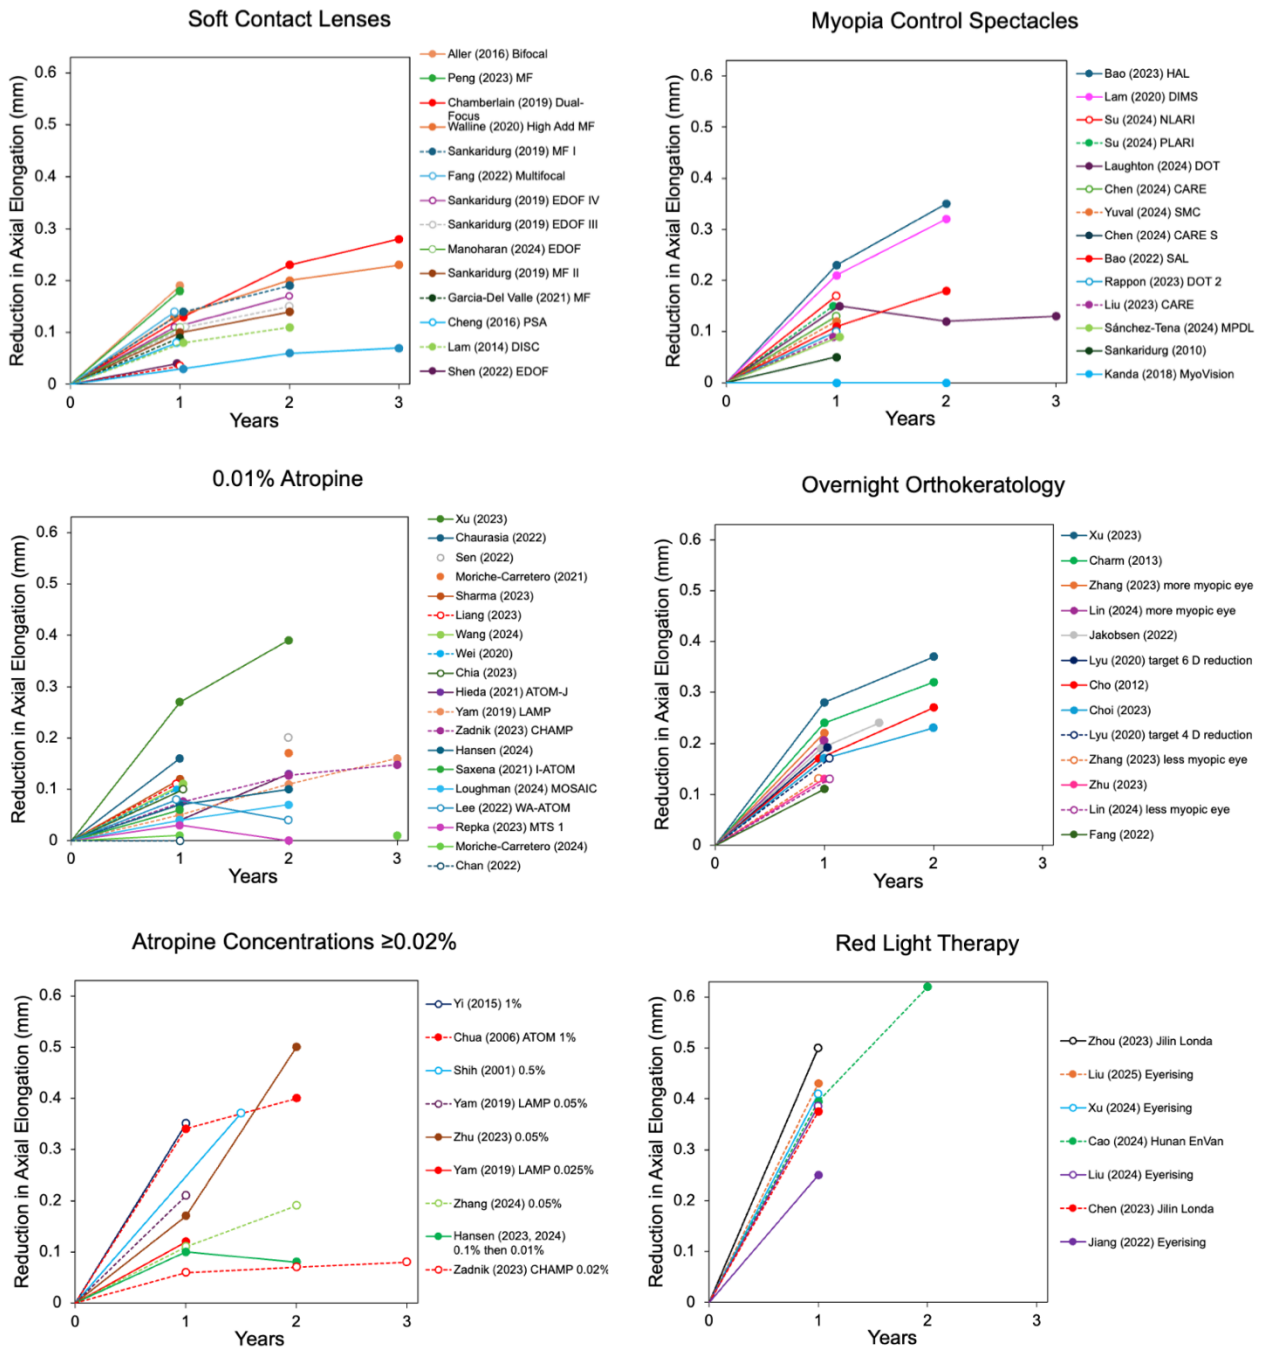 Soft Contact Lenses
Reduction in Axial Elongation (mm)
0.6
0.5
0.4
0.3
0.2
0.1
0
0 1 2 3
Years
Aller (2016) Bifocal
Peng (2023) MF
Chamberlain (2019) Dual-
Focus
Walline (2020) High Add MF
Sankaridurg (2019) MF I
Fang (2022) Multifocal
Sankaridurg (2019) EDOF IV
Sankaridurg (2019) EDOF III
Manoharan (2024) EDOF
Sankaridurg (2019) MF II
Garcia-Del Valle (2021) MF
Cheng (2016) PSA
Lam (2014) DISC
Shen (2022) EDOF
Myopia Control Spectacles
Reduction in Axial Elongation (mm)
0.6
0.5
0.4
0.3
0.2
0.1
0
0 1 2 3
Years
Bao (2023) HAL
Lam (2020) DIMS
Su (2024) NLARI
Su (2024) PLARI
Laughton (2024) DOT
Chen (2024) CARE
Yuval (2024) SMC
Chen (2024) CARE S
Bao (2022) SAL
Rappon (2023) DOT 2
Liu (2023) CARE
Sánchez-Tena (2024) MPDL
Sankaridurg (2010)
Kanda (2018) MyoVision
0.01% Atropine
Reduction in Axial Elongation (mm)
0.6
0.5
0.4
0.3
0.2
0.1
0
0 1 2 3
Years
Xu (2023)
Chaurasia (2022)
Sen (2022)
Moriche-Carretero (2021)
Sharma (2023)
Liang (2023)
Wang (2024)
Wei (2020)
Chia (2023)
Hieda (2021) ATOM-J
Yam (2019) LAMP
Zadnik (2023) CHAMP
Hansen (2024)
Saxena (2021) I-ATOM
Loughman (2024) MOSAIC
Lee (2022) WA-ATOM
Repka (2023) MTS 1
Moriche-Carretero (2024)
Chan (2022)
Overnight Orthokeratology
Reduction in Axial Elongation (mm)
0.6
0.5
0.4
0.3
0.2
0.1
0
0 1 2 3
Years
Xu (2023)
Charm (2013)
Zhang (2023) more myopic eye
Lin (2024) more myopic eye
Jakobsen (2022)
Lyu (2020) target 6 D reduction
Cho (2012)
Choi (2023)
Lyu (2020) target 4 D reduction
Zhang (2023) less myopic eye
Zhu (2023)
Lin (2024) less myopic eye
Fang (2022)
Atropine Concentrations ≥0.02%
Reduction in Axial Elongation (mm)
0.6
0.5
0.4
0.3
0.2
0.1
0
0 1 2 3
Years
Yi (2015) 1%
Chua (2006) ATOM 1%
Shih (2001) 0.5%
Yam (2019) LAMP 0.05%
Zhu (2023) 0.05%
Yam (2019) LAMP 0.025%
Zhang (2024) 0.05%
Hansen (2023, 2024)
0.1% then 0.01%
Zadnik (2023) CHAMP 0.02%
Red Light Therapy
Reduction in Axial Elongation (mm)
0.6
0.5
0.4
0.3
0.2
0.1
0
0 1 2 3
Years
Zhou (2023) Jilin Londa
Liu (2025) Eyerising
Xu (2024) Eyerising
Cao (2024) Hunan EnVan
Liu (2024) Eyerising
Chen (2023) Jilin Londa
Jiang (2022) Eyerising